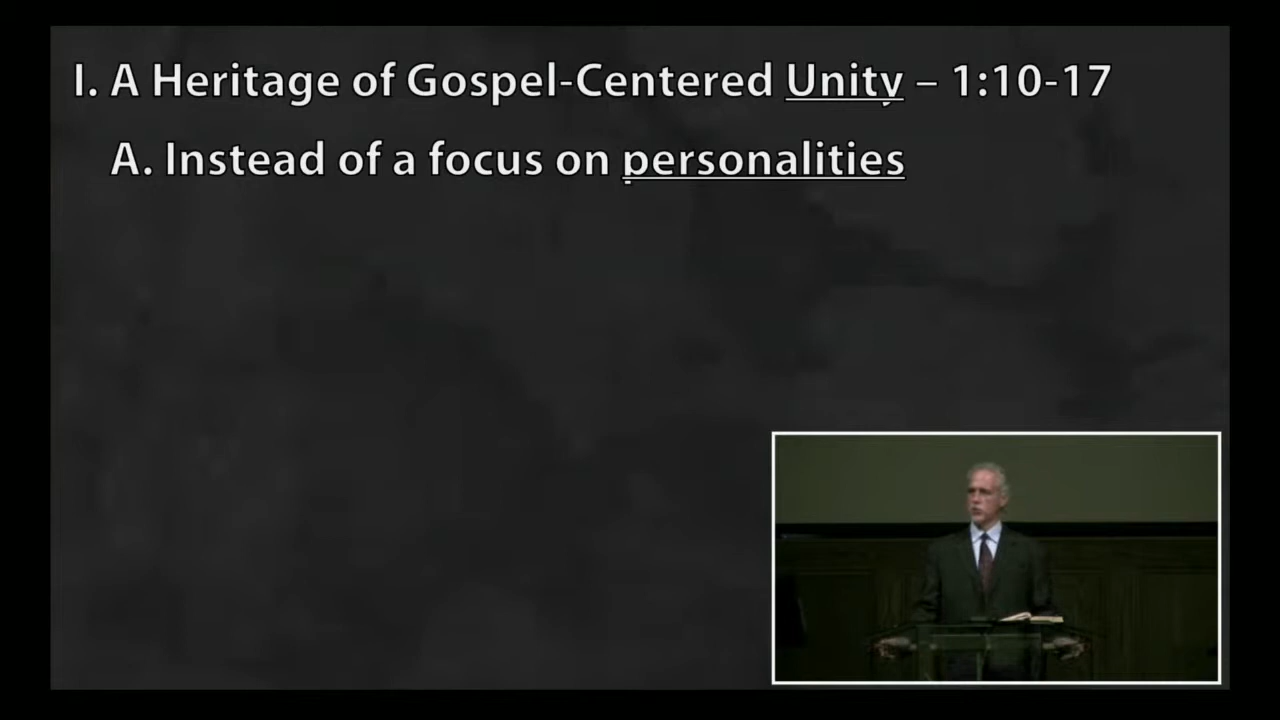 I. A Heritage of Gospel-Centered Unity – 1:10-17
A. Instead of a focus on personalities